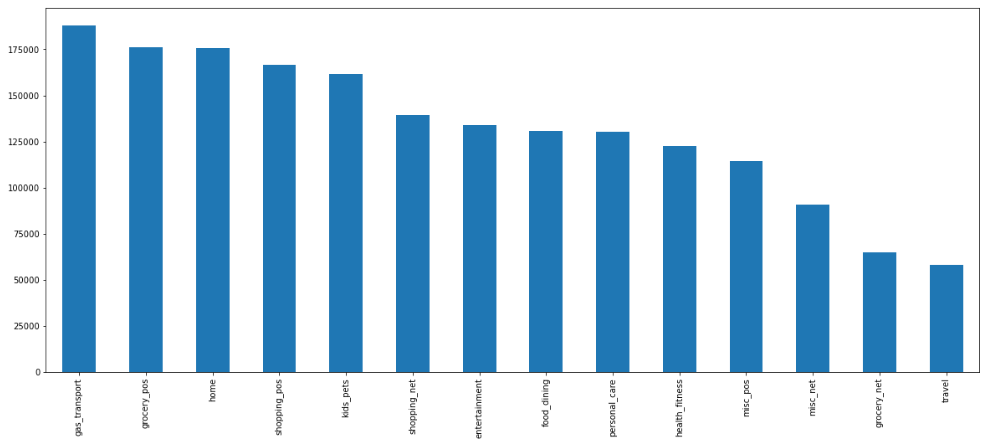 175000
150000
125000
100000
75000
50000
25000
0
gas_transport
grocery_pos
home
shopping_pos
kids_pets
shopping_net
entertainment
food_dining
personal_care
health_fitness
misc_pos
misc_net
grocery_net
travel